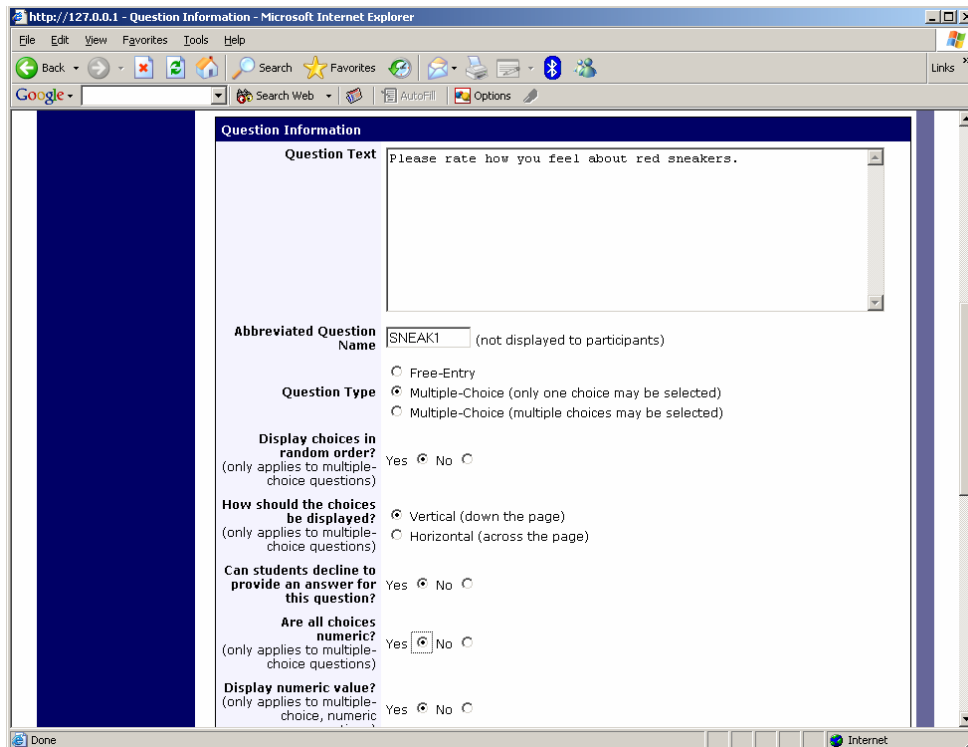 http://127.0.0.1 - Question Information - Microsoft Internet Explorer
File Edit View Favorites Tools Help
Back Search Favorites Links »
Google Search Web AutoFill Options
Question Information
Question Text Please rate how you feel about red sneakers.
Abbreviated Question
Name SNEAK1 (not displayed to participants)
Free-Entry
Question Type Multiple-Choice (only one choice may be selected)
Multiple-Choice (multiple choices may be selected)
Display choices in
random order?
(only applies to multiple-
choice questions)
Yes No
How should the choices
be displayed?
(only applies to multiple-
choice questions)
Vertical (down the page)
Horizontal (across the page)
Can students decline to
provide an answer for
this question?
Yes No
Are all choices
numeric?
(only applies to multiple-
choice questions)
Yes No
Display numeric value?
(only applies to multiple-
choice, numeric
Yes No
Done Internet